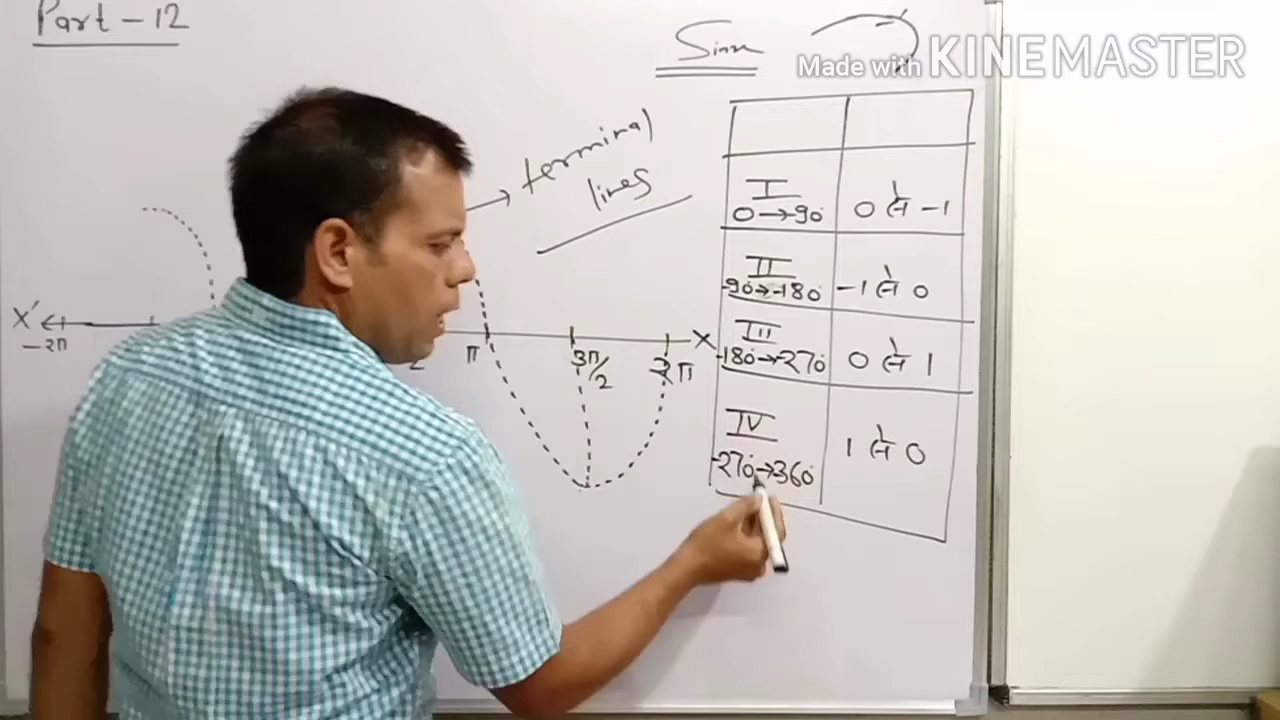 Part - 12
Sinx
Made with KINEMASTER
terminal
lines
I
0 → -90°
0 से -1
II
-90° → -180°
-1 से 0
III
-180° → -270°
0 से 1
IV
-270° → 360°
1 से 0
X'
-2π
π
3π/2
2π
X